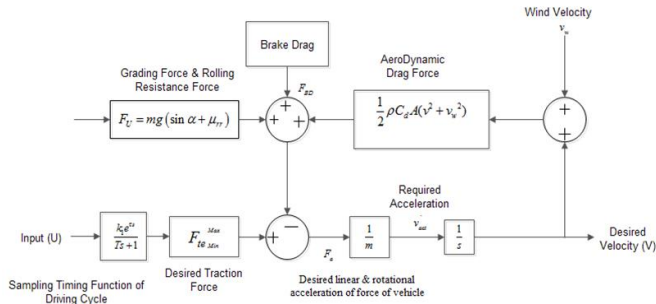 Wind Velocity
v_w
Brake Drag
Grading Force & Rolling
Resistance Force
F_BD
AeroDynamic
Drag Force
F_U = mg(sin α + μ_rr)
+
+
+
1/2 ρC_d A(v² + v_w²)
+
+
Required
Acceleration
Input (U)
k_t e^τs / Ts+1
F_te Max Min
+
−
F_a
1/m
1/s
Desired
Velocity (V)
Sampling Timing Function of
Driving Cycle
Desired Traction
Force
Desired linear & rotational
acceleration of force of vehicle